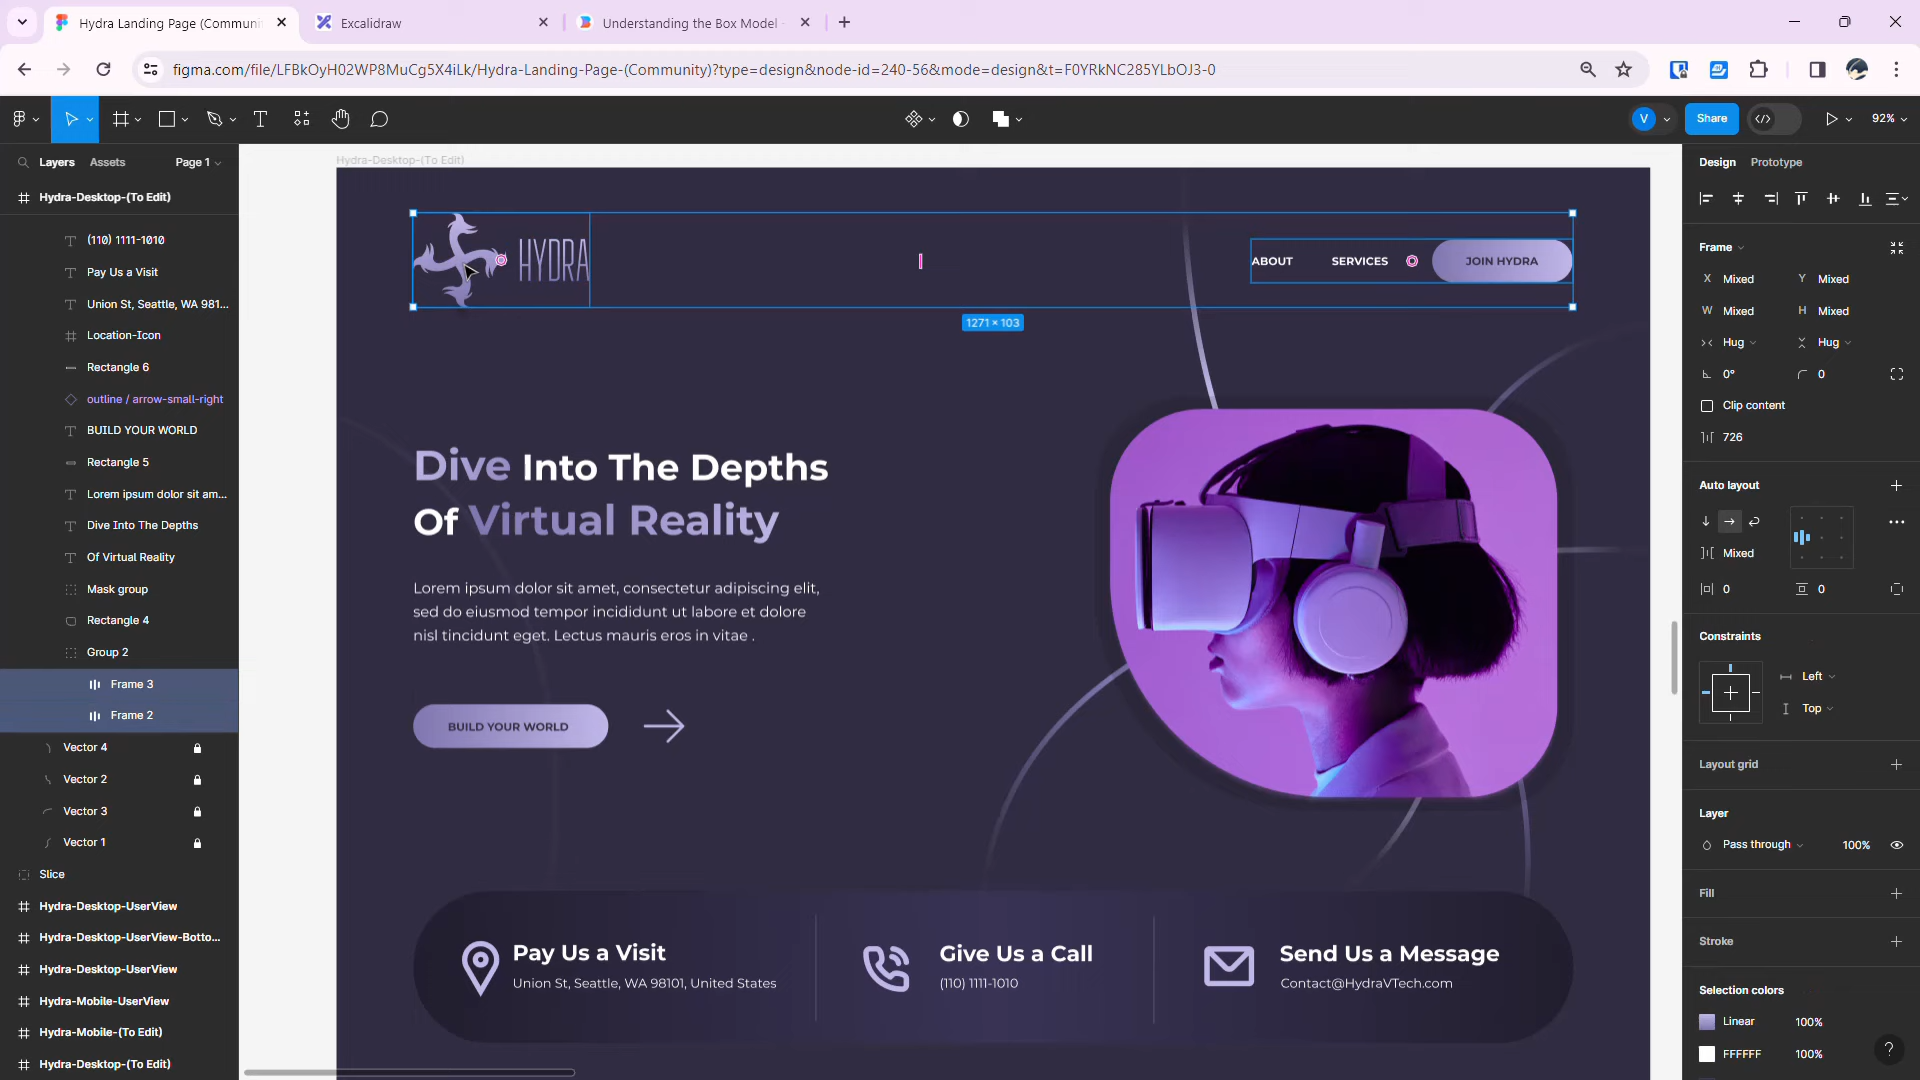 Hydra Landing Page (Communi
Excalidraw
Understanding the Box Model -
figma.com/file/LFBkOyH02WP8MuCg5X4iLk/Hydra-Landing-Page-(Community)?type=design&node-id=240-56&mode=design&t=F0YRkNC285YLbOJ3-0
V
Share
92%
Layers
Assets
Page 1
Hydra-Desktop-(To Edit)
(110) 1111-1010
Pay Us a Visit
Union St, Seattle, WA 981...
Location-Icon
Rectangle 6
outline / arrow-small-right
BUILD YOUR WORLD
Rectangle 5
Lorem ipsum dolor sit am...
Dive Into The Depths
Of Virtual Reality
Mask group
Rectangle 4
Group 2
Frame 3
Frame 2
Vector 4
Vector 2
Vector 3
Vector 1
Slice
Hydra-Desktop-UserView
Hydra-Desktop-UserView-Botto...
Hydra-Desktop-UserView
Hydra-Mobile-UserView
Hydra-Mobile-(To Edit)
Hydra-Desktop-(To Edit)
Hydra-Desktop-(To Edit)
HYDRA
ABOUT
SERVICES
JOIN HYDRA
1271 × 103
Dive Into The Depths
Of Virtual Reality
Lorem ipsum dolor sit amet, consectetur adipiscing elit,
sed do eiusmod tempor incididunt ut labore et dolore
nisl tincidunt eget. Lectus mauris eros in vitae .
BUILD YOUR WORLD
Pay Us a Visit
Union St, Seattle, WA 98101, United States
Give Us a Call
(110) 1111-1010
Send Us a Message
Contact@HydraVTech.com
Design
Prototype
Frame
X Mixed
Y Mixed
W Mixed
H Mixed
Hug
Hug
0°
0
Clip content
726
Auto layout
Mixed
0
0
Constraints
Left
Top
Layout grid
Layer
Pass through
100%
Fill
Stroke
Selection colors
Linear
100%
FFFFFF
100%
?